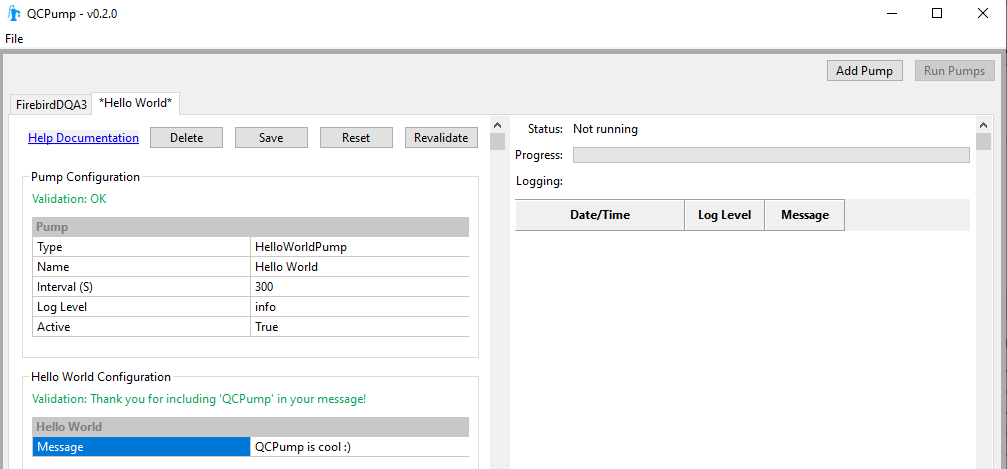 QCPump - v0.2.0
File
Add Pump Run Pumps
FirebirdDQA3 *Hello World*
Help Documentation Delete Save Reset Revalidate
Pump Configuration
Validation: OK
Pump
Type HelloWorldPump
Name Hello World
Interval (S) 300
Log Level info
Active True
Hello World Configuration
Validation: Thank you for including 'QCPump' in your message!
Hello World
Message QCPump is cool :)
Status: Not running
Progress:
Logging:
Date/Time Log Level Message